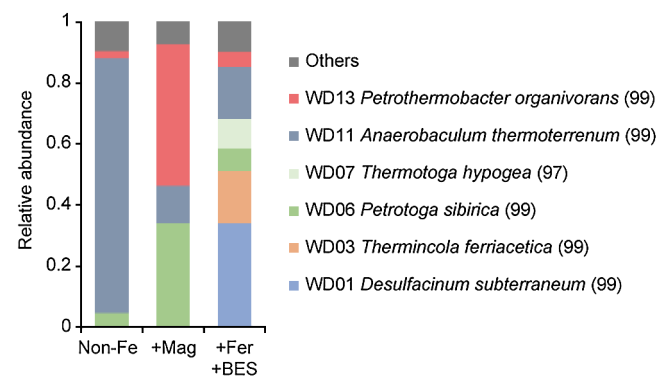 Relative abundance
1
0.8
0.6
0.4
0.2
0
Non-Fe
+Mag
+Fer
+BES
Others
WD13 Petrothermobacter organivorans (99)
WD11 Anaerobaculum thermoterrenum (99)
WD07 Thermotoga hypogea (97)
WD06 Petrotoga sibirica (99)
WD03 Thermincola ferriacetica (99)
WD01 Desulfacinum subterraneum (99)